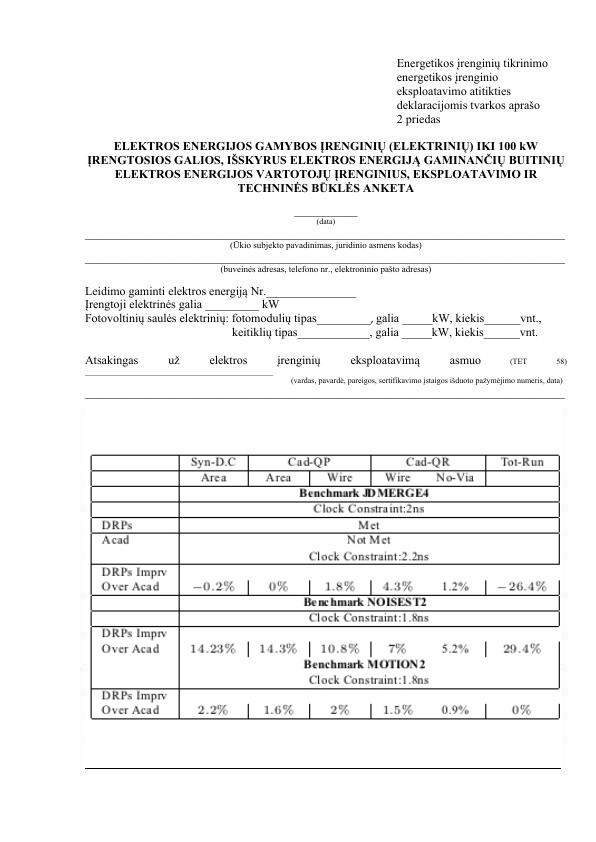 Energetikos įrenginių tikrinimo
energetikos įrenginio
eksploatavimo atitikties
deklaracijomis tvarkos aprašo
2 priedas
ELEKTROS ENERGIJOS GAMYBOS ĮRENGINIŲ (ELEKTRINIŲ) IKI 100 kW
ĮRENGTOSIOS GALIOS, IŠSKYRUS ELEKTROS ENERGIJĄ GAMINANČIŲ BUITINIŲ
ELEKTROS ENERGIJOS VARTOTOJŲ ĮRENGINIUS, EKSPLOATAVIMO IR
TECHNINĖS BŪKLĖS ANKETA
(data)
(Ūkio subjekto pavadinimas, juridinio asmens kodas)
(buveinės adresas, telefono nr., elektroninio pašto adresas)
Leidimo gaminti elektros energiją Nr.
Įrengtoji elektrinės galia _________ kW
Fotovoltinių saulės elektrinių: fotomodulių tipas_________, galia _____kW, kiekis______vnt.,
keitiklių tipas____________, galia _____kW, kiekis______vnt.
Atsakingas už elektros įrenginių eksploatavimą asmuo (TET 58)
(vardas, pavardė, pareigos, sertifikavimo įstaigos išduoto pažymėjimo numeris, data)
Syn-D.C Cad-QP Cad-QR Tot-Run
Area Area Wire Wire No-Via
Benchmark JDMERGE4
Clock Constraint:2ns
DRPs Met
Acad Not Met
Clock Constraint:2.2ns
DRPs Imprv
Over Acad −0.2% 0% 1.8% 4.3% 1.2% −26.4%
Benchmark NOISEST2
Clock Constraint:1.8ns
DRPs Imprv
Over Acad 14.23% 14.3% 10.8% 7% 5.2% 29.4%
Benchmark MOTION2
Clock Constraint:1.8ns
DRPs Imprv
Over Acad 2.2% 1.6% 2% 1.5% 0.9% 0%